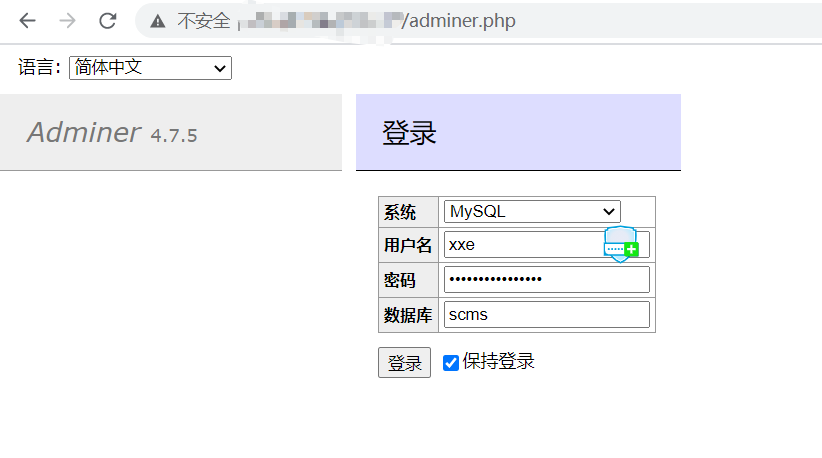 不安全 /adminer.php
语言: 简体中文
Adminer 4.7.5
登录
系统 MySQL
用户名 xxe
密码 ••••••••••••••••
数据库 scms
登录 保持登录